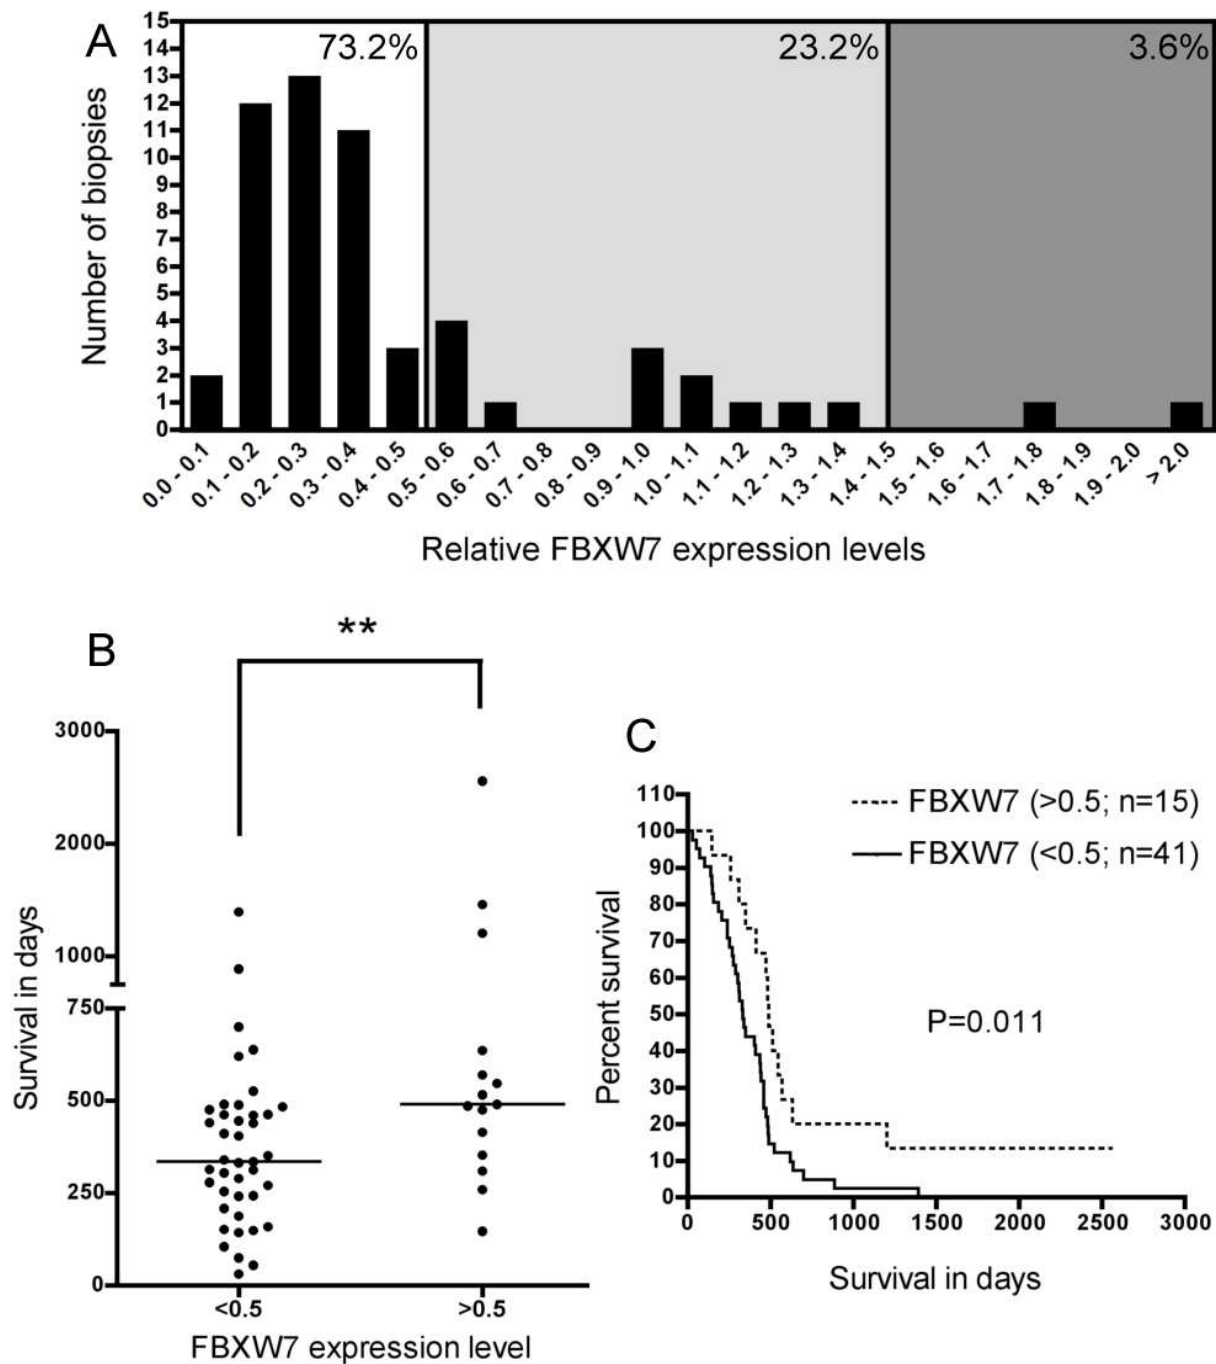 A
15
14
13
12
11
10
9
8
7
6
5
4
3
2
1
0
Number of biopsies
73.2%
23.2%
3.6%
0.0 - 0.1
0.1 - 0.2
0.2 - 0.3
0.3 - 0.4
0.4 - 0.5
0.5 - 0.6
0.6 - 0.7
0.7 - 0.8
0.8 - 0.9
0.9 - 1.0
1.0 - 1.1
1.1 - 1.2
1.2 - 1.3
1.3 - 1.4
1.4 - 1.5
1.5 - 1.6
1.6 - 1.7
1.7 - 1.8
1.8 - 1.9
1.9 - 2.0
> 2.0
Relative FBXW7 expression levels
B
**
3000
2000
1000
750
500
250
0
Survival in days
<0.5
>0.5
FBXW7 expression level
C
FBXW7 (>0.5; n=15)
FBXW7 (<0.5; n=41)
110
100
90
80
70
60
50
40
30
20
10
0
Percent survival
P=0.011
0
500
1000
1500
2000
2500
3000
Survival in days